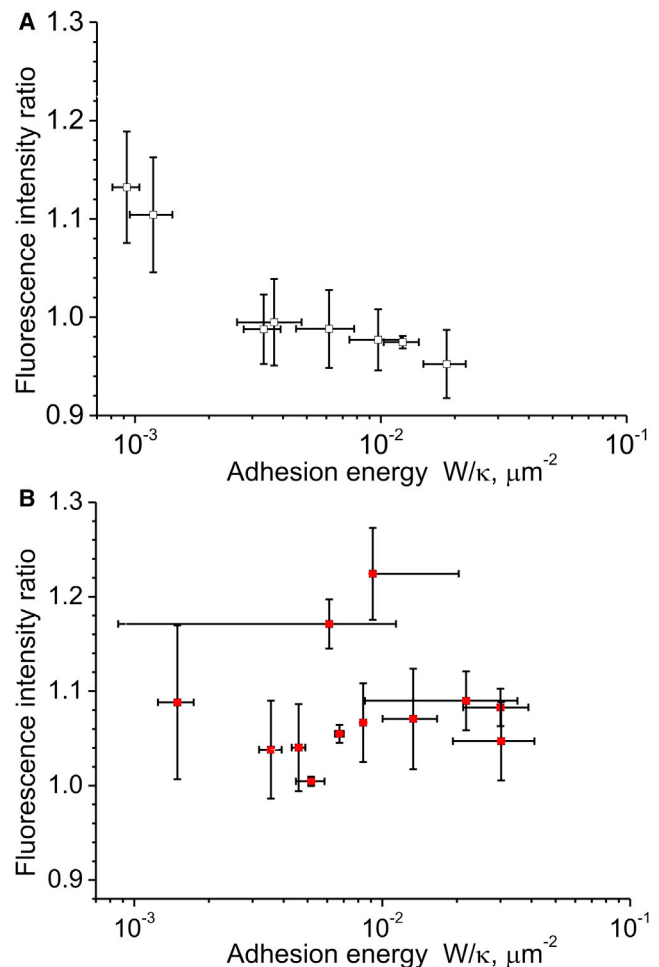 A
1.3
1.2
1.1
1.0
0.9
Fluorescence intensity ratio
10⁻³ 10⁻² 10⁻¹
Adhesion energy W/κ, μm⁻²
B
1.3
1.2
1.1
1.0
0.9
Fluorescence intensity ratio
10⁻³ 10⁻² 10⁻¹
Adhesion energy W/κ, μm⁻²